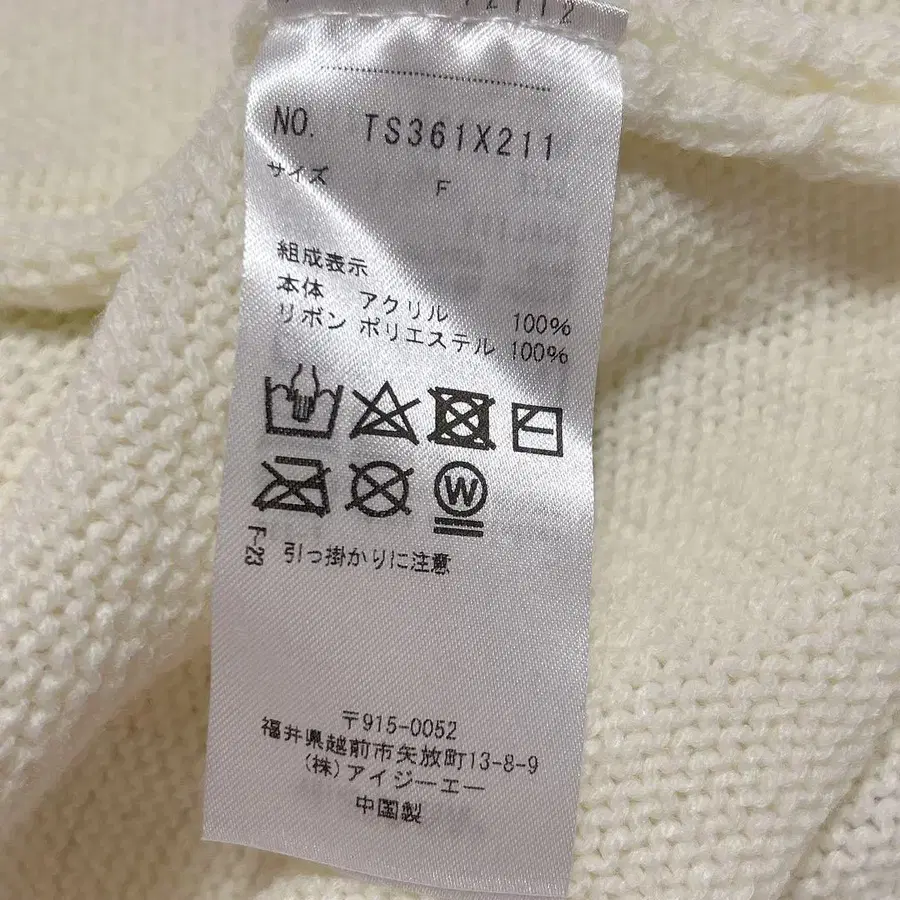 NO. TS361X211
サイズ F
組成表示
本体 アクリル 100%
リボン ポリエステル 100%
W
F-23 引っ掛かりに注意
〒915-0052
福井県越前市矢放町13-8-9
(株)アイジーエー
中国製